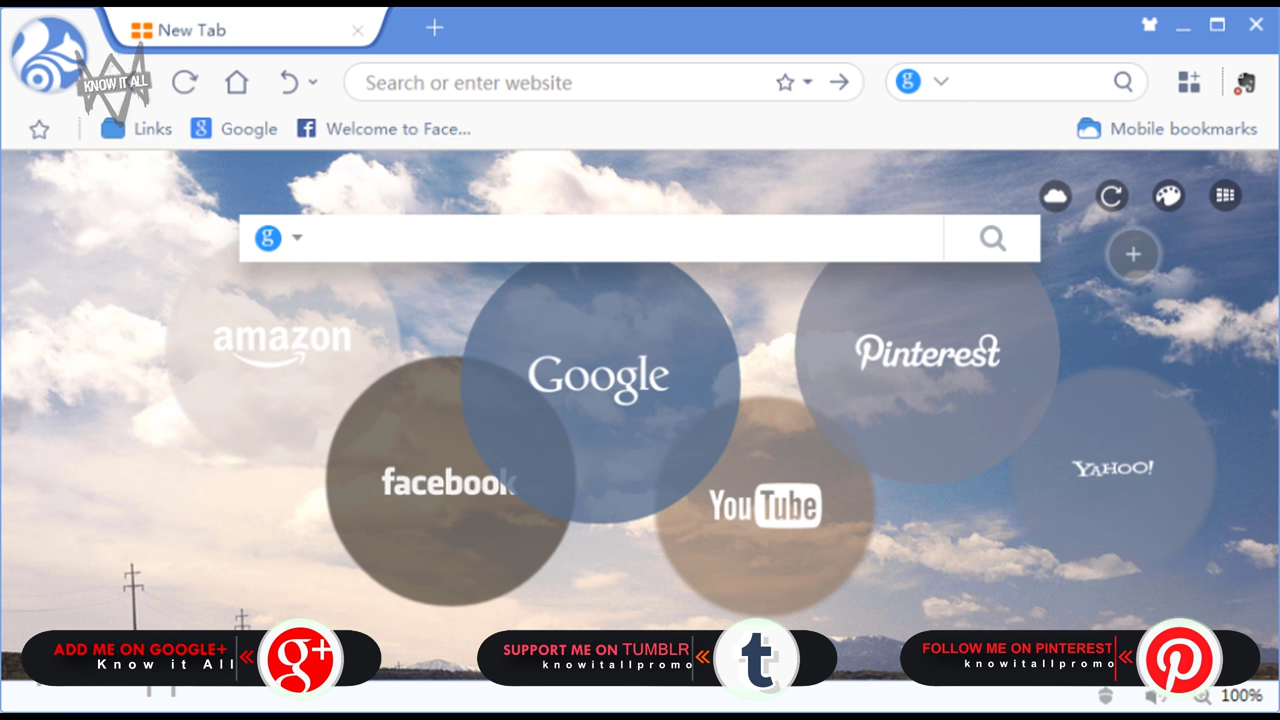 New Tab
KNOW IT ALL
Search or enter website
g
Links
g Google
f Welcome to Face...
Mobile bookmarks
g
amazon
Google
Pinterest
facebook
YouTube
YAHOO!
ADD ME ON GOOGLE+
Know it All
g+
SUPPORT ME ON TUMBLR
knowitallpromo
t
FOLLOW ME ON PINTEREST
knowitallpromo
100%